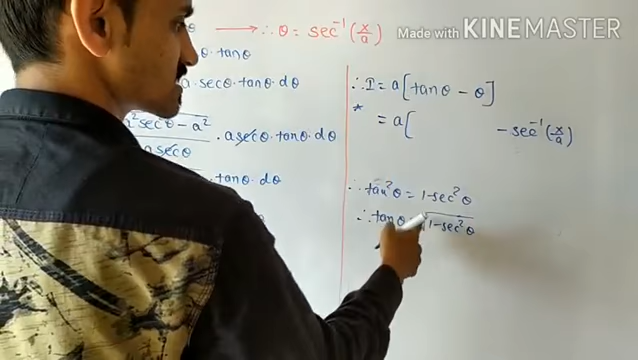 Made with KINEMASTER
θ ⟶ ∴ θ = sec⁻¹(x/a)
θ · tanθ
a · secθ · tanθ · dθ
a²secθ − a² · a secθ · tanθ · dθ
a secθ
· tanθ · dθ
∴ I = a[tanθ − θ]
* = a[ − sec⁻¹(x/a)
∴ tan²θ = 1-sec²θ
∴ tanθ √1-sec²θ